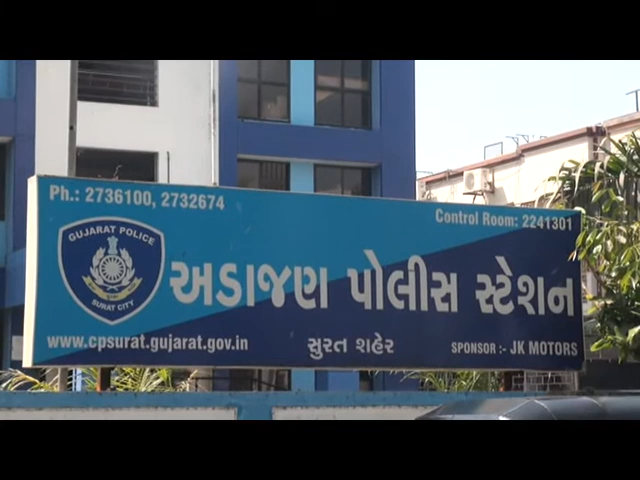 Ph.: 2736100, 2732674
Control Room: 2241301
GUJARAT POLICE
SURAT CITY
અડાજણ પોલીસ સ્ટેશન
www.cpsurat.gujarat.gov.in
સુરત શહેર
SPONSOR :- JK MOTORS